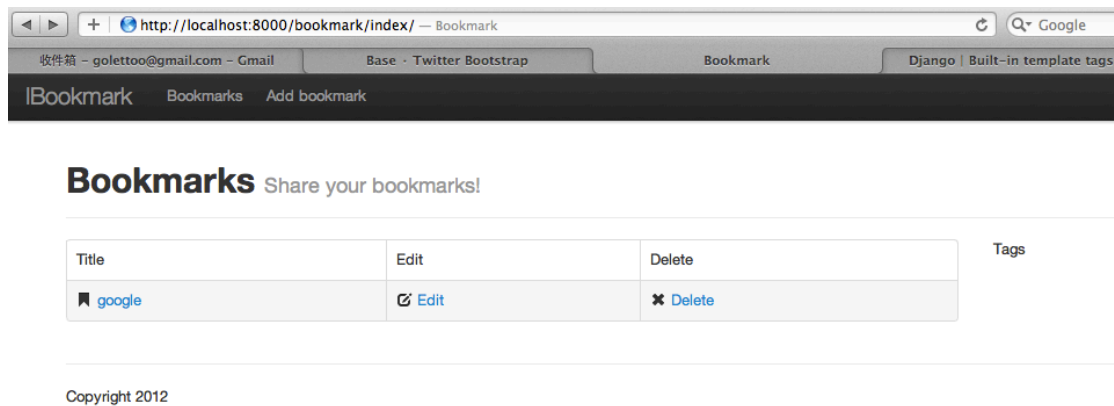 http://localhost:8000/bookmark/index/ — Bookmark
Google
收件箱 – golettoo@gmail.com – Gmail
Base · Twitter Bootstrap
Bookmark
Django | Built-in template tags
IBookmark
Bookmarks
Add bookmark
Bookmarks Share your bookmarks!
Title
Edit
Delete
Tags
google
Edit
Delete
Copyright 2012